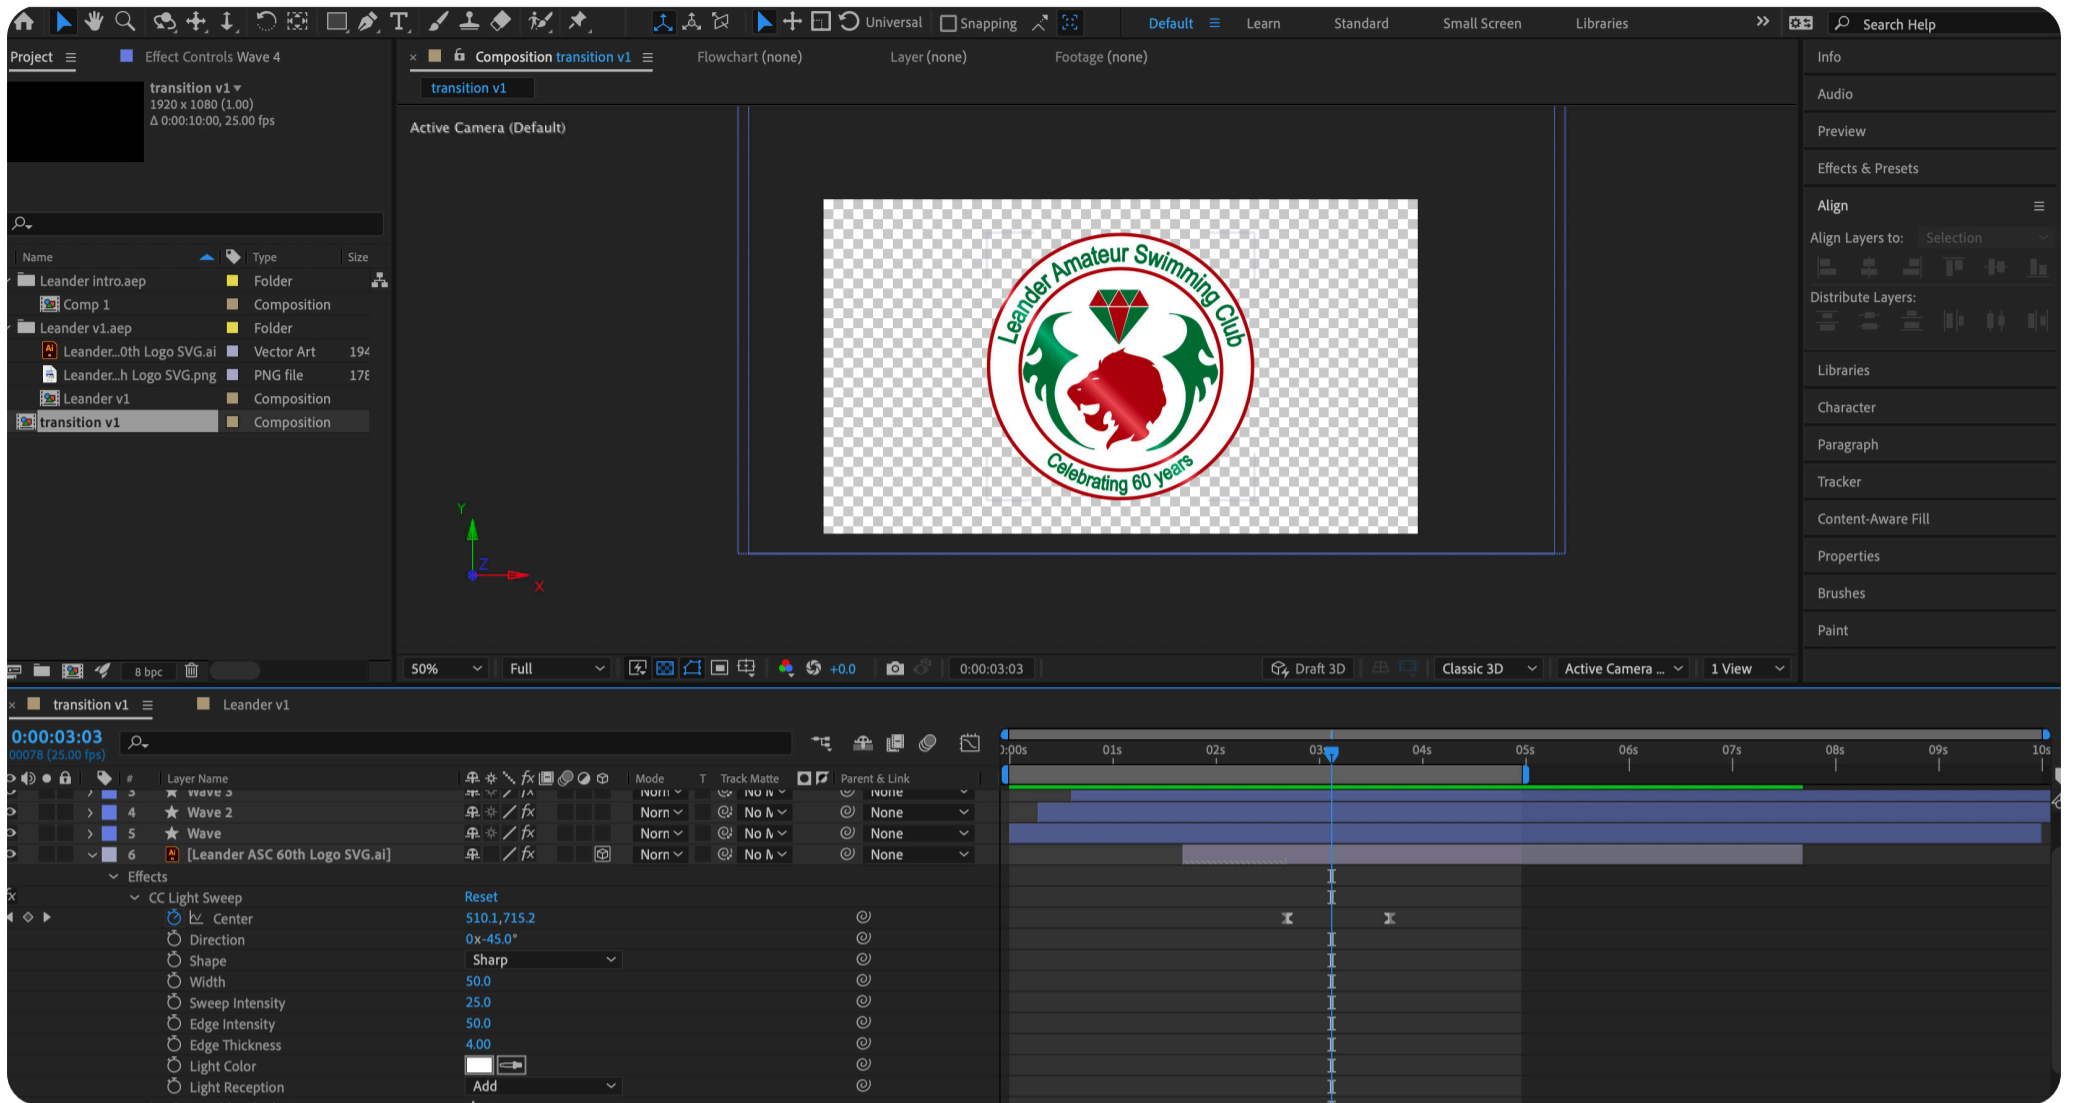 Universal
Snapping
Default
Learn
Standard
Small Screen
Libraries
Search Help
Project
Effect Controls Wave 4
transition v1
1920 x 1080 (1.00)
Δ 0:00:10:00, 25.00 fps
Name
Type
Size
Leander intro.aep
Folder
Comp 1
Composition
Leander v1.aep
Folder
Leander...0th Logo SVG.ai
Vector Art
194
Leander...h Logo SVG.png
PNG file
178
Leander v1
Composition
transition v1
Composition
8 bpc
Composition transition v1
Flowchart (none)
Layer (none)
Footage (none)
transition v1
Active Camera (Default)
Leander Amateur Swimming Club
Celebrating 60 years
Y
Z
X
50%
Full
+0.0
0:00:03:03
Draft 3D
Classic 3D
Active Camera ...
1 View
Info
Audio
Preview
Effects & Presets
Align
Align Layers to:
Selection
Distribute Layers:
Libraries
Character
Paragraph
Tracker
Content-Aware Fill
Properties
Brushes
Paint
transition v1
Leander v1
0:00:03:03
00078 (25.00 fps)
# Layer Name
Mode T Track Matte
Parent & Link
):00s 01s 02s 03s 04s 05s 06s 07s 08s 09s 10s
3 Wave 3 Norn No M None
4 Wave 2 Norn No M None
5 Wave Norn No M None
6 Ai [Leander ASC 60th Logo SVG.ai] Norn No M None
Effects
fx CC Light Sweep Reset
Center 510.1,715.2
Direction 0x-45.0°
Shape Sharp
Width 50.0
Sweep Intensity 25.0
Edge Intensity 50.0
Edge Thickness 4.00
Light Color
Light Reception Add